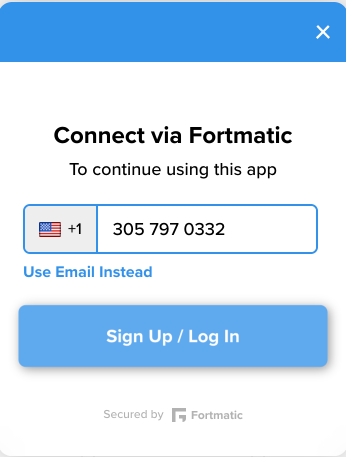 Connect via Fortmatic
To continue using this app
+1 305 797 0332
Use Email Instead
Sign Up / Log In
Secured by Fortmatic